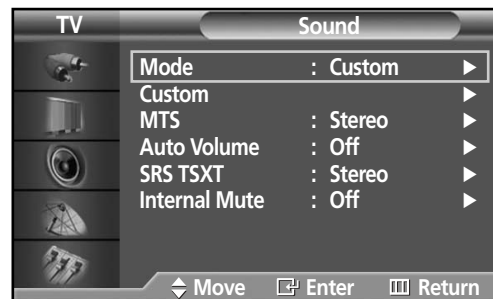 TV Sound
Mode : Custom
Custom
MTS : Stereo
Auto Volume : Off
SRS TSXT : Stereo
Internal Mute : Off
Move Enter Return